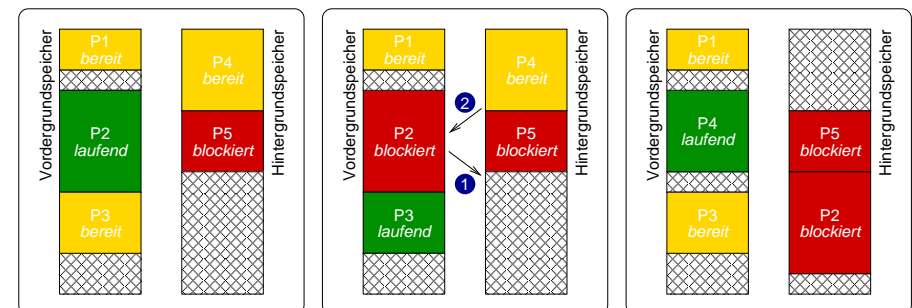 Vordergrundspeicher
P1
bereit
P2
laufend
P3
bereit
P4
bereit
P5
blockiert
Hintergrundspeicher
Vordergrundspeicher
P1
bereit
P2
blockiert
P3
laufend
2
1
P4
bereit
P5
blockiert
Hintergrundspeicher
Vordergrundspeicher
P1
bereit
P4
laufend
P3
bereit
P5
blockiert
P2
blockiert
Hintergrundspeicher